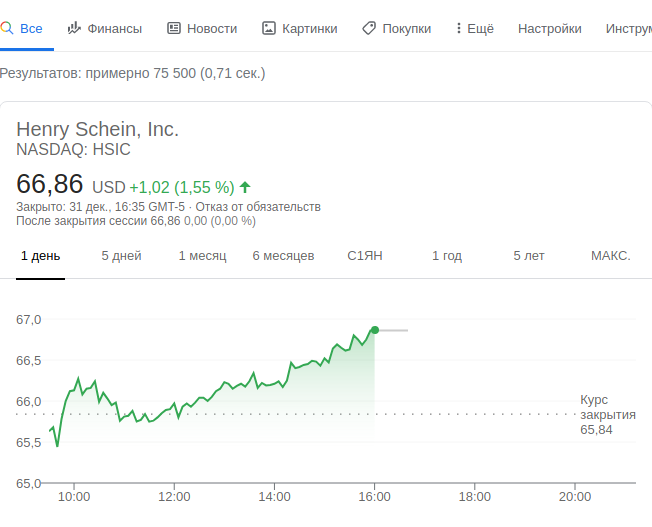 Все Финансы Новости Картинки Покупки Ещё Настройки Инструм
Результатов: примерно 75 500 (0,71 сек.)
Henry Schein, Inc.
NASDAQ: HSIC
66,86 USD +1,02 (1,55 %)
Закрыто: 31 дек., 16:35 GMT-5 · Отказ от обязательств
После закрытия сессии 66,86 0,00 (0,00 %)
1 день 5 дней 1 месяц 6 месяцев С1ЯН 1 год 5 лет МАКС.
67,0
66,5
66,0
Курс
закрытия
65,84
65,5
65,0
10:00 12:00 14:00 16:00 18:00 20:00